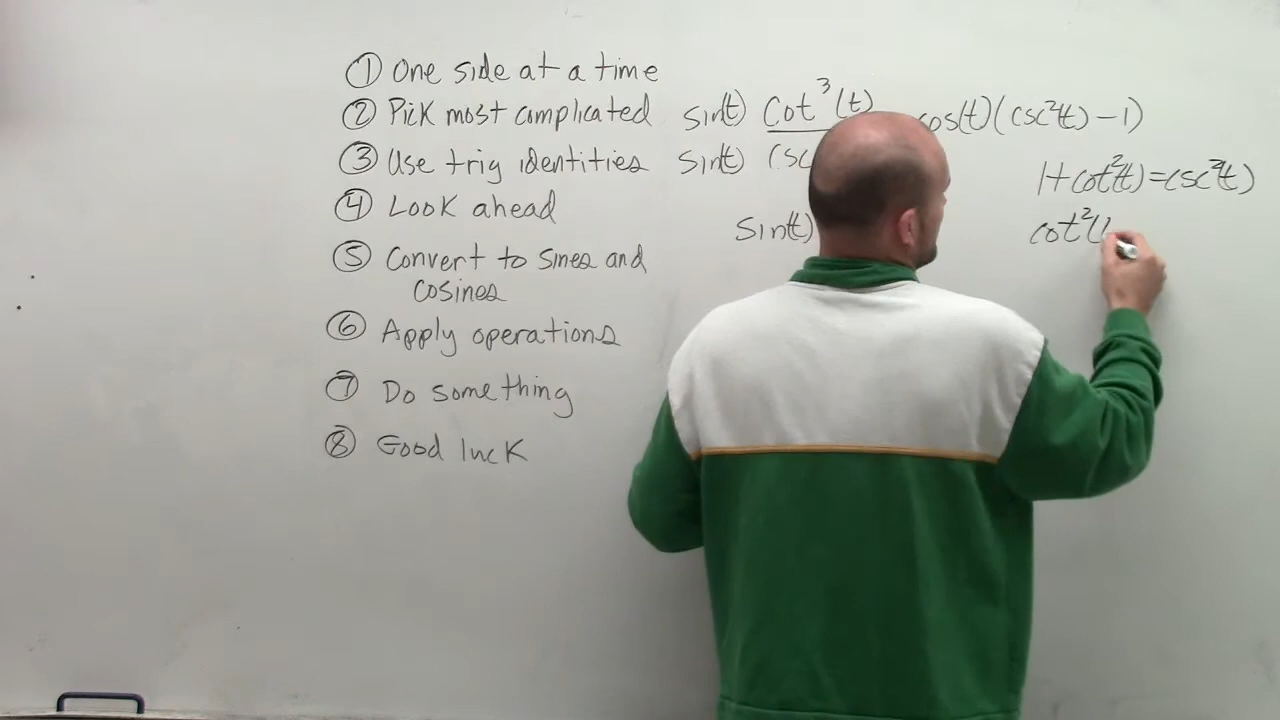 ① One side at a time
② Pick most complicated
③ Use trig identities
④ Look ahead
⑤ Convert to sines and
cosines
⑥ Apply operations
⑦ Do something
⑧ Good luck
sin(t) cot³(t) cos(t)(csc²(t) - 1)
sin(t) csc
sin(t)
1 + cot²(t) = csc²(t)
cot²(